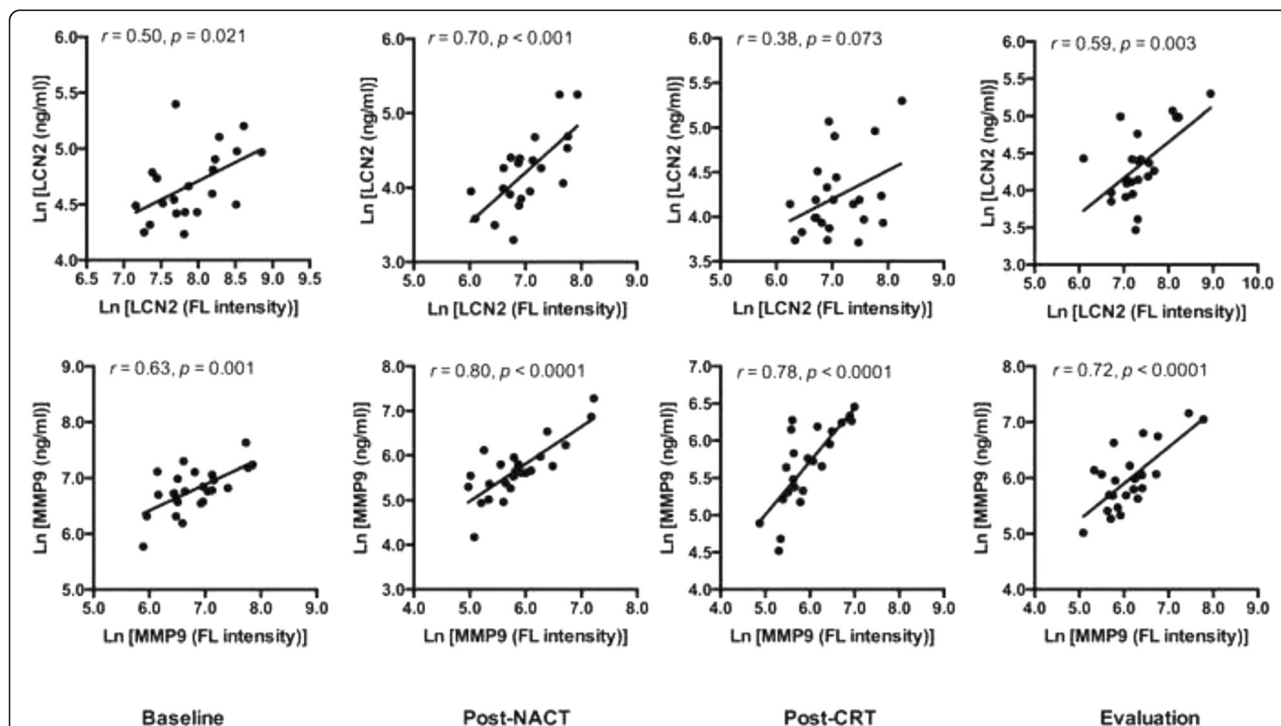 r = 0.50, p = 0.021
r = 0.70, p < 0.001
r = 0.38, p = 0.073
r = 0.59, p = 0.003
Ln [LCN2 (ng/ml)]
6.0
5.5
5.0
4.5
4.0
6.5 7.0 7.5 8.0 8.5 9.0 9.5
Ln [LCN2 (FL intensity)]
Ln [LCN2 (ng/ml)]
6.0
5.0
4.0
3.0
5.0 6.0 7.0 8.0 9.0
Ln [LCN2 (FL intensity)]
Ln [LCN2 (ng/ml)]
6.0
5.5
5.0
4.5
4.0
3.5
5.0 6.0 7.0 8.0 9.0
Ln [LCN2 (FL intensity)]
Ln [LCN2 (ng/ml)]
6.0
5.5
5.0
4.5
4.0
3.5
3.0
5.0 6.0 7.0 8.0 9.0 10.0
Ln [LCN2 (FL intensity)]
r = 0.63, p = 0.001
r = 0.80, p < 0.0001
r = 0.78, p < 0.0001
r = 0.72, p < 0.0001
Ln [MMP9 (ng/ml)]
9.0
8.0
7.0
6.0
5.0
5.0 6.0 7.0 8.0 9.0
Ln [MMP9 (FL intensity)]
Ln [MMP9 (ng/ml)]
8.0
7.0
6.0
5.0
4.0
3.0
4.0 5.0 6.0 7.0 8.0
Ln [MMP9 (FL intensity)]
Ln [MMP9 (ng/ml)]
7.0
6.5
6.0
5.5
5.0
4.5
4.0
4.0 5.0 6.0 7.0 8.0
Ln [MMP9 (FL intensity)]
Ln [MMP9 (ng/ml)]
8.0
7.0
6.0
5.0
4.0
4.0 5.0 6.0 7.0 8.0 9.0
Ln [MMP9 (FL intensity)]
Baseline
Post-NACT
Post-CRT
Evaluation